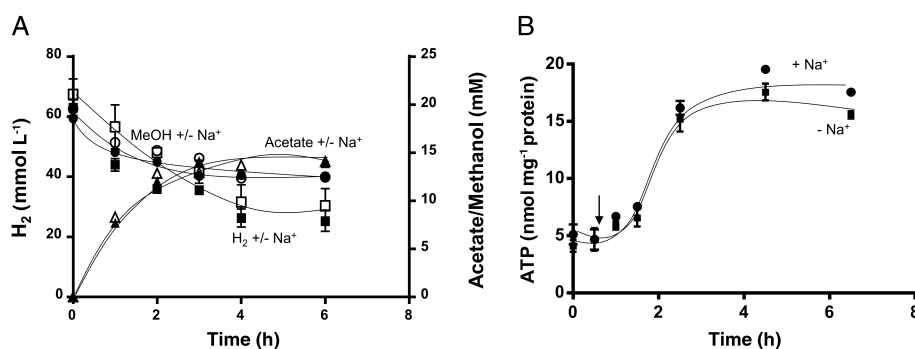 A
B
80
60
40
20
0
H₂ (mmol L⁻¹)
25
20
15
10
5
0
Acetate/Methanol (mM)
MeOH +/- Na⁺
Acetate +/- Na⁺
H₂ +/- Na⁺
0 2 4 6 8
Time (h)
20
15
10
5
0
ATP (nmol mg⁻¹ protein)
+ Na⁺
- Na⁺
0 2 4 6 8
Time (h)